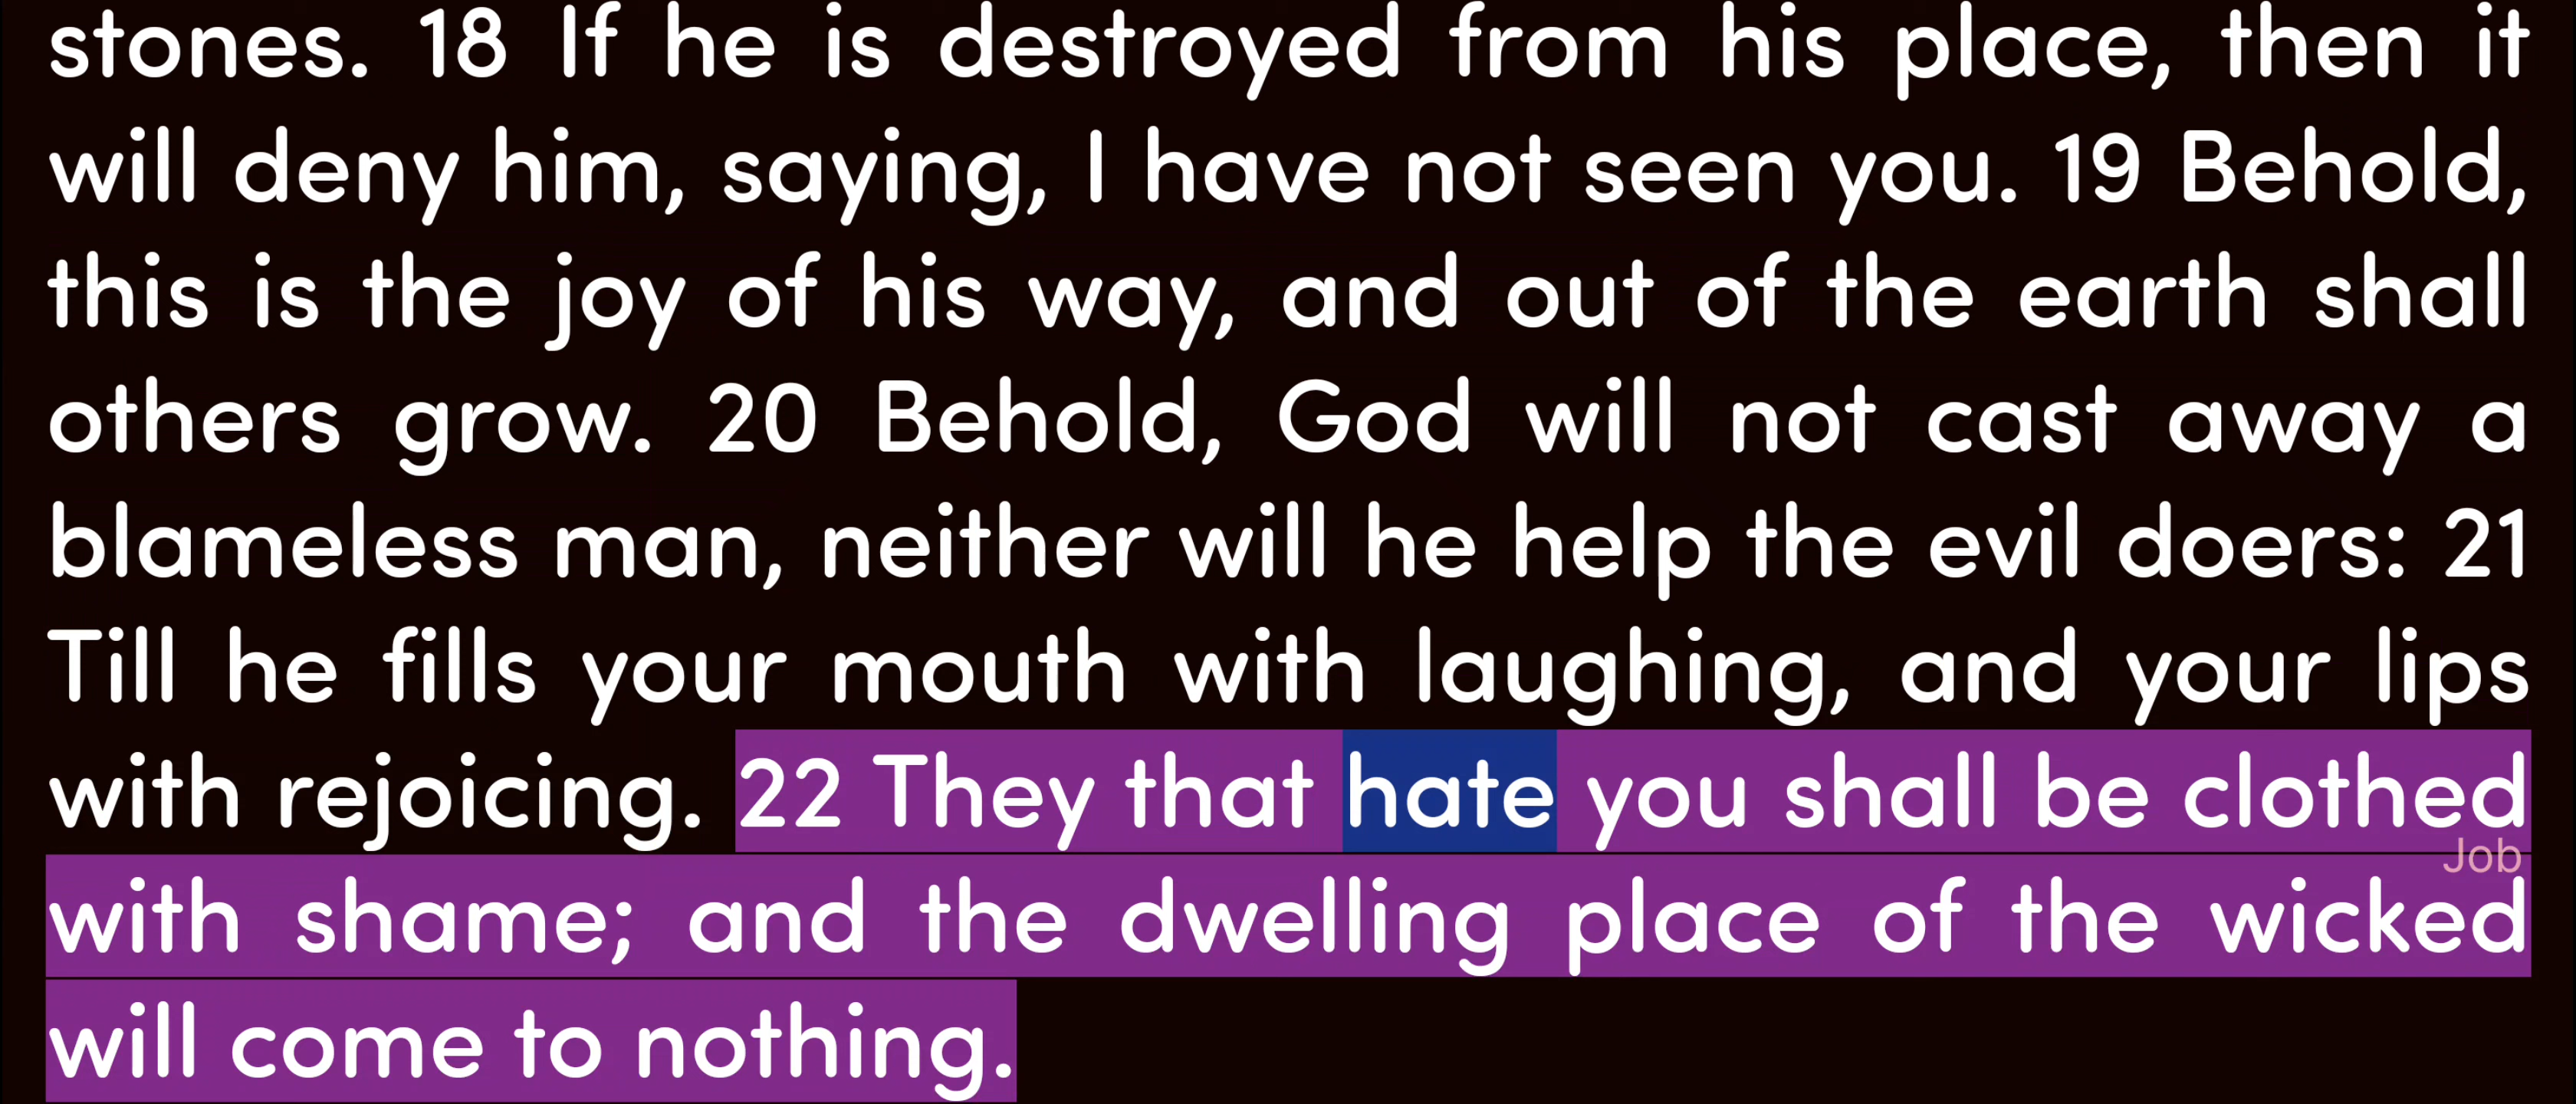 stones. 18 If he is destroyed from his place, then it
will deny him, saying, I have not seen you. 19 Behold,
this is the joy of his way, and out of the earth shall
others grow. 20 Behold, God will not cast away a
blameless man, neither will he help the evil doers: 21
Till he fills your mouth with laughing, and your lips
with rejoicing. 22 They that hate you shall be clothed
Job
with shame; and the dwelling place of the wicked
will come to nothing.